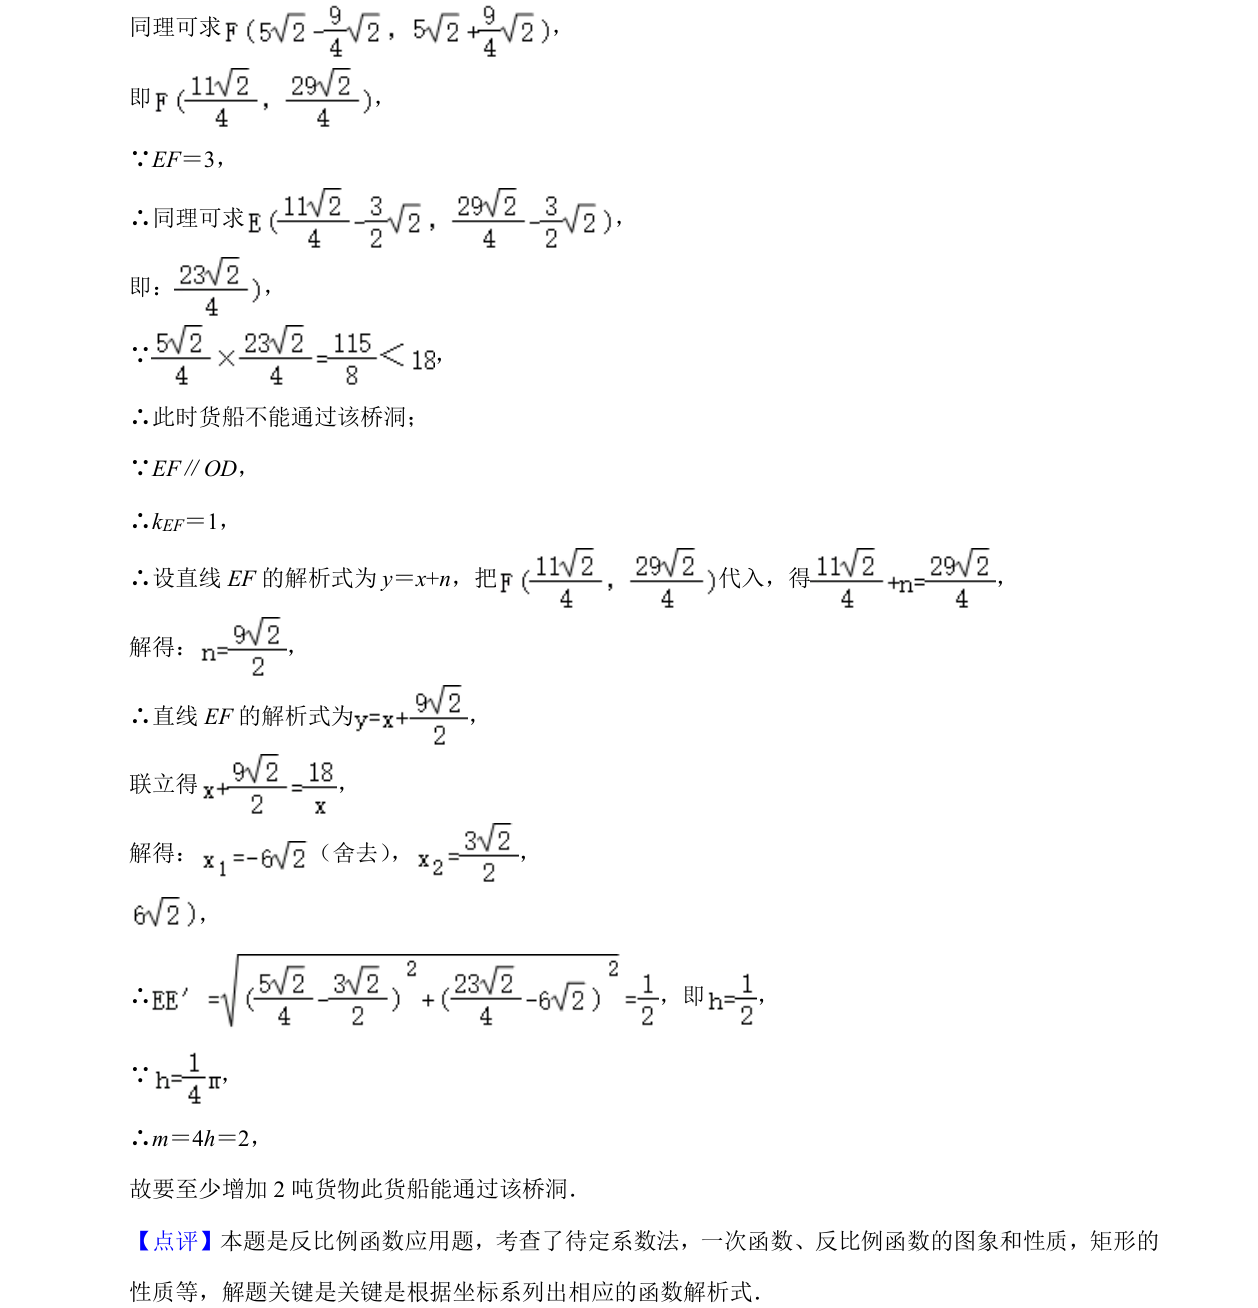 同理可求F(5√2-9/4√2，5√2+9/4√2)，
即F(11√2/4，29√2/4)，
∵EF＝3，
∴同理可求E(11√2/4-3/2√2，29√2/4-3/2√2)，
即：23√2/4)，
∵5√2/4×23√2/4=115/8＜18，
∴此时货船不能通过该桥洞；
∵EF∥OD，
∴kEF＝1，
∴设直线 EF 的解析式为 y＝x+n，把F(11√2/4，29√2/4)代入，得11√2/4+n=29√2/4，
解得：n=9√2/2，
∴直线 EF 的解析式为y=x+9√2/2，
联立得x+9√2/2=18/x，
解得：x₁=-6√2（舍去），x₂=3√2/2，
6√2)，
∴EE′=√((5√2/4-3√2/2)²+(23√2/4-6√2)²)=1/2，即h=1/2，
∵h=1/4π，
∴m＝4h＝2，
故要至少增加 2 吨货物此货船能通过该桥洞．
【点评】本题是反比例函数应用题，考查了待定系数法，一次函数、反比例函数的图象和性质，矩形的
性质等，解题关键是关键是根据坐标系列出相应的函数解析式．